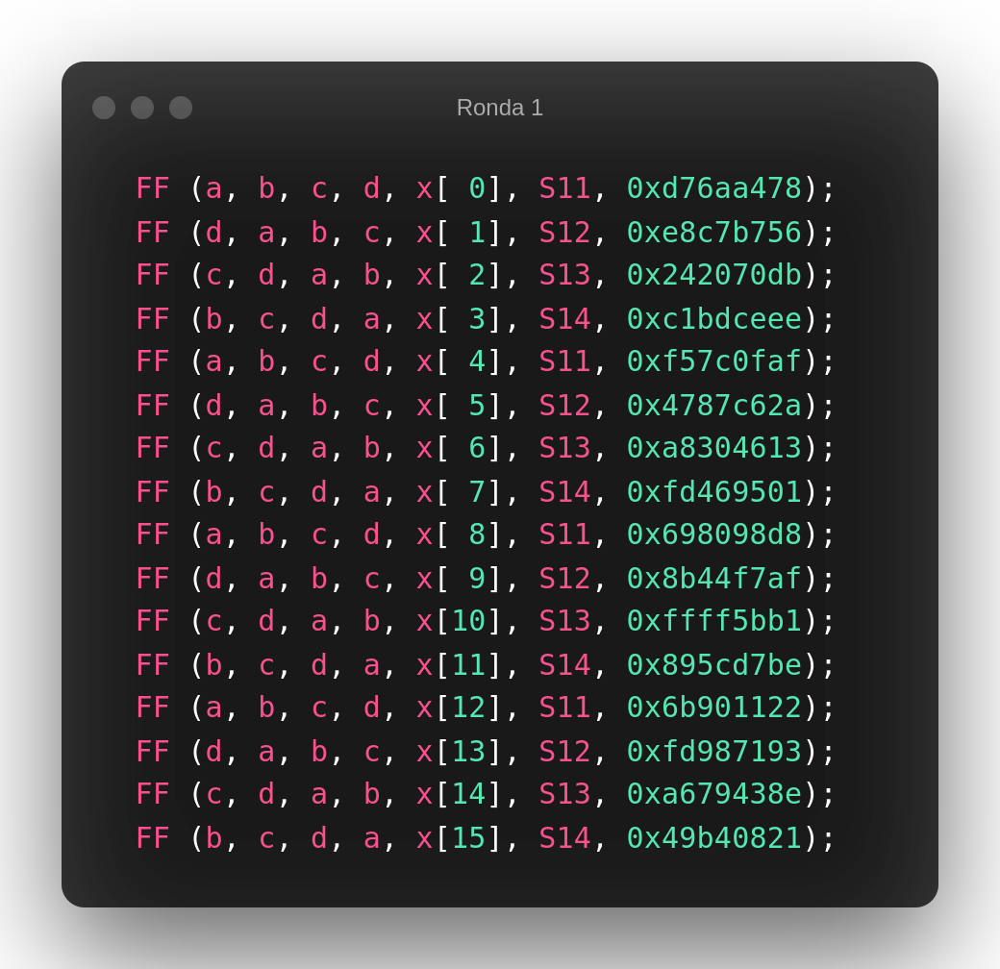 Ronda 1
FF (a, b, c, d, x[ 0], S11, 0xd76aa478);
FF (d, a, b, c, x[ 1], S12, 0xe8c7b756);
FF (c, d, a, b, x[ 2], S13, 0x242070db);
FF (b, c, d, a, x[ 3], S14, 0xc1bdceee);
FF (a, b, c, d, x[ 4], S11, 0xf57c0faf);
FF (d, a, b, c, x[ 5], S12, 0x4787c62a);
FF (c, d, a, b, x[ 6], S13, 0xa8304613);
FF (b, c, d, a, x[ 7], S14, 0xfd469501);
FF (a, b, c, d, x[ 8], S11, 0x698098d8);
FF (d, a, b, c, x[ 9], S12, 0x8b44f7af);
FF (c, d, a, b, x[10], S13, 0xffff5bb1);
FF (b, c, d, a, x[11], S14, 0x895cd7be);
FF (a, b, c, d, x[12], S11, 0x6b901122);
FF (d, a, b, c, x[13], S12, 0xfd987193);
FF (c, d, a, b, x[14], S13, 0xa679438e);
FF (b, c, d, a, x[15], S14, 0x49b40821);